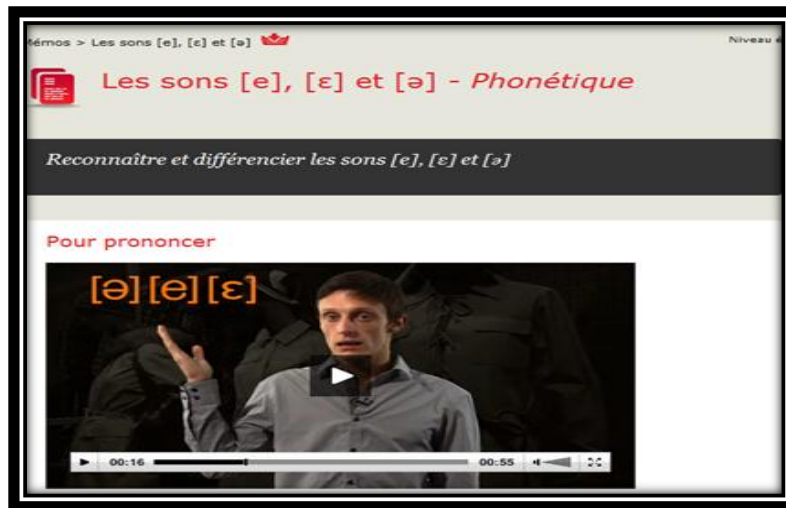 émos > Les sons [e], [ɛ] et [ə]
Niveau é
Les sons [e], [ɛ] et [ə] - Phonétique
Reconnaître et différencier les sons [e], [ɛ] et [ə]
Pour prononcer
[ə] [e] [ɛ]
00:16
00:55